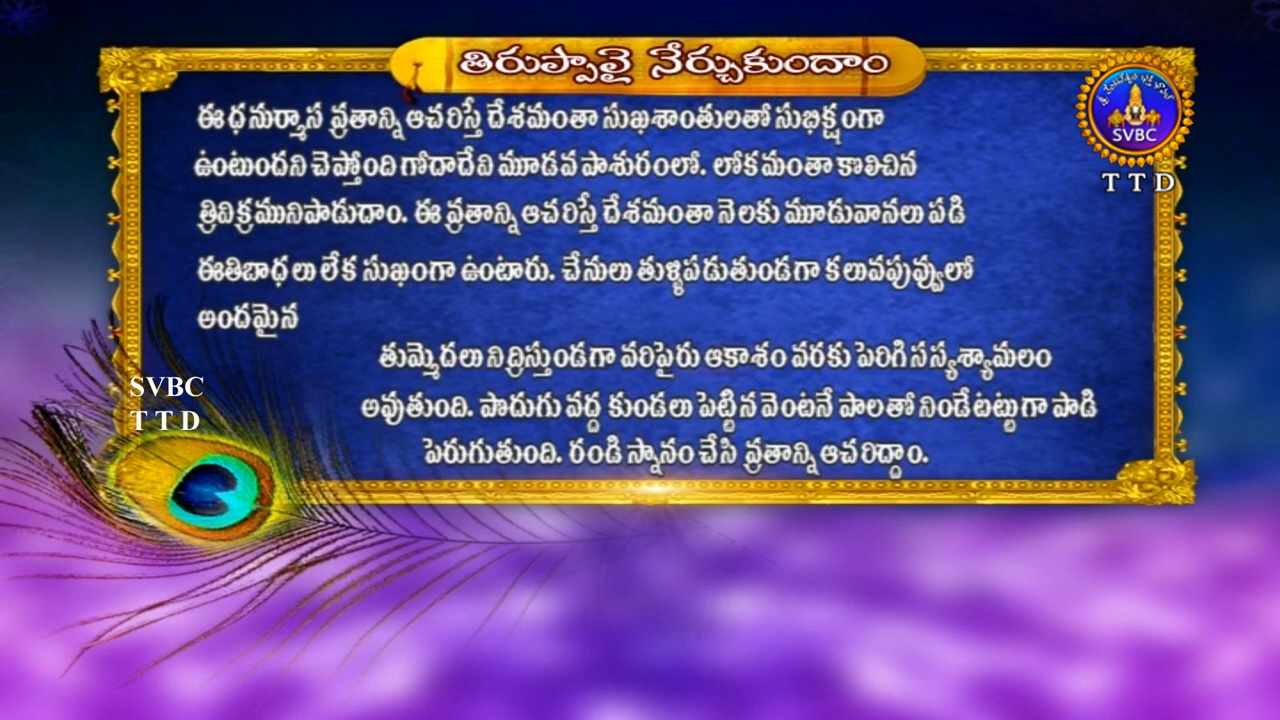 తిరుప్పావై నేర్చుకుందాం
ఈ ధనుర్మాస వ్రతాన్ని ఆచరిస్తే దేశమంతా సుఖశాంతులతో సుభిక్షంగా
ఉంటుందని చెప్తోంది గోదాదేవి మూడవ పాశురంలో. లోకమంతా కొలిచిన
త్రివిక్రమునిపాడుదాం. ఈ వ్రతాన్ని ఆచరిస్తే దేశమంతా నెలకు మూడువానలు పడి
ఈతిబాధలు లేక సుఖంగా ఉంటారు. చేనులు తుళ్ళిపడుతుండగా కలువపువ్వులో
అందమైన
తుమ్మెదలు నిద్రిస్తుండగా వరిపైరు ఆకాశం వరకు పెరిగి సస్యశ్యామలం
అవుతుంది. పొదుగు వద్ద కుండలు పెట్టిన వెంటనే పాలతో నిండేటట్టుగా పాడి
పెరుగుతుంది. రండి స్నానం చేసి వ్రతాన్ని ఆచరిద్దాం.
SVBC
TTD
SVBC
TTD